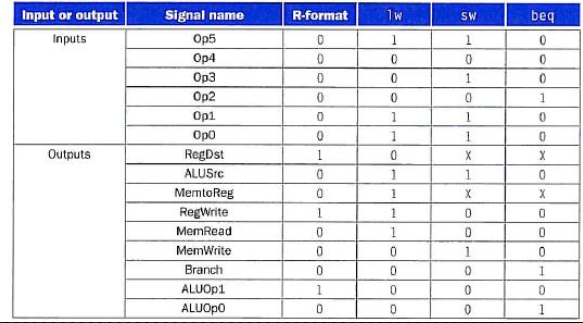 Input or output Signal name R-format lw sw beq
Inputs Op5 0 1 1 0
Op4 0 0 0 0
Op3 0 0 1 0
Op2 0 0 0 1
Op1 0 1 1 0
Op0 0 1 1 0
Outputs RegDst 1 0 X X
ALUSrc 0 1 1 0
MemtoReg 0 1 X X
RegWrite 1 1 0 0
MemRead 0 1 0 0
MemWrite 0 0 1 0
Branch 0 0 0 1
ALUOp1 1 0 0 0
ALUOp0 0 0 0 1